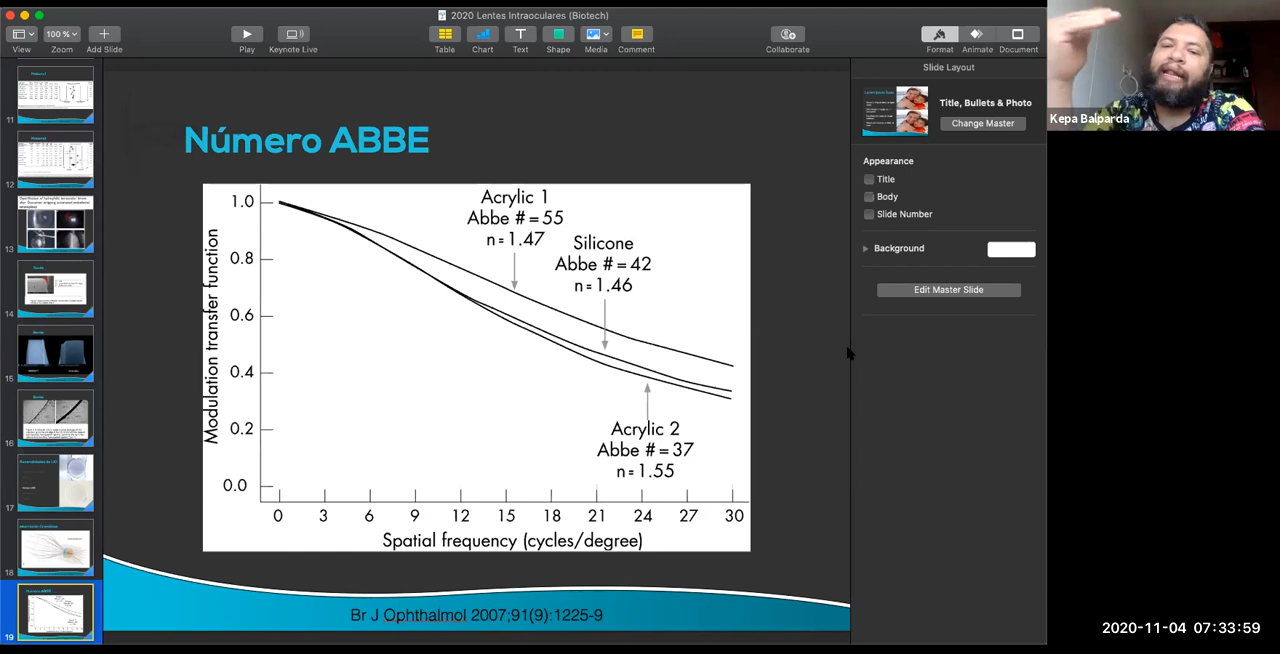 2020 Lentes Intraoculares (Biotech)
View
100 %
Zoom
Add Slide
Play
Keynote Live
Table
Chart
Text
Shape
Media
Comment
Collaborate
Format
Animate
Document
11
12
13
14
15
16
17
18
19
Número ABBE
Modulation transfer function
1.0
0.8
0.6
0.4
0.2
0.0
Acrylic 1
Abbe # = 55
n = 1.47
Silicone
Abbe # = 42
n = 1.46
Acrylic 2
Abbe # = 37
n = 1.55
0 3 6 9 12 15 18 21 24 27 30
Spatial frequency (cycles/degree)
Br J Ophthalmol 2007;91(9):1225-9
Slide Layout
Title, Bullets & Photo
Change Master
Appearance
Title
Body
Slide Number
Background
Edit Master Slide
Kepa Balparda
2020-11-04 07:33:59